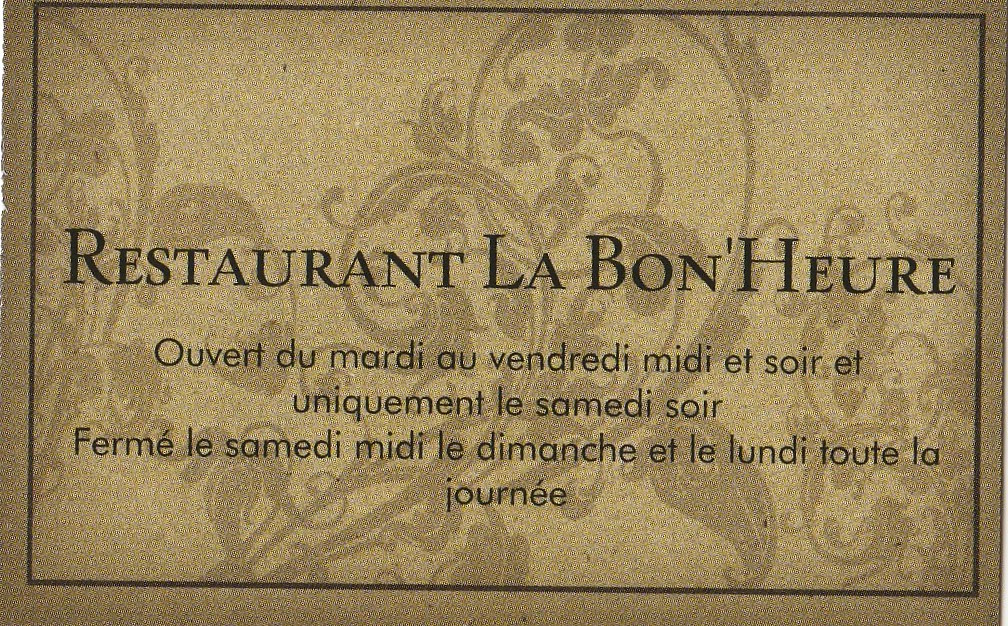 Restaurant La Bon'Heure
Ouvert du mardi au vendredi midi et soir et
uniquement le samedi soir
Fermé le samedi midi le dimanche et le lundi toute la
journée